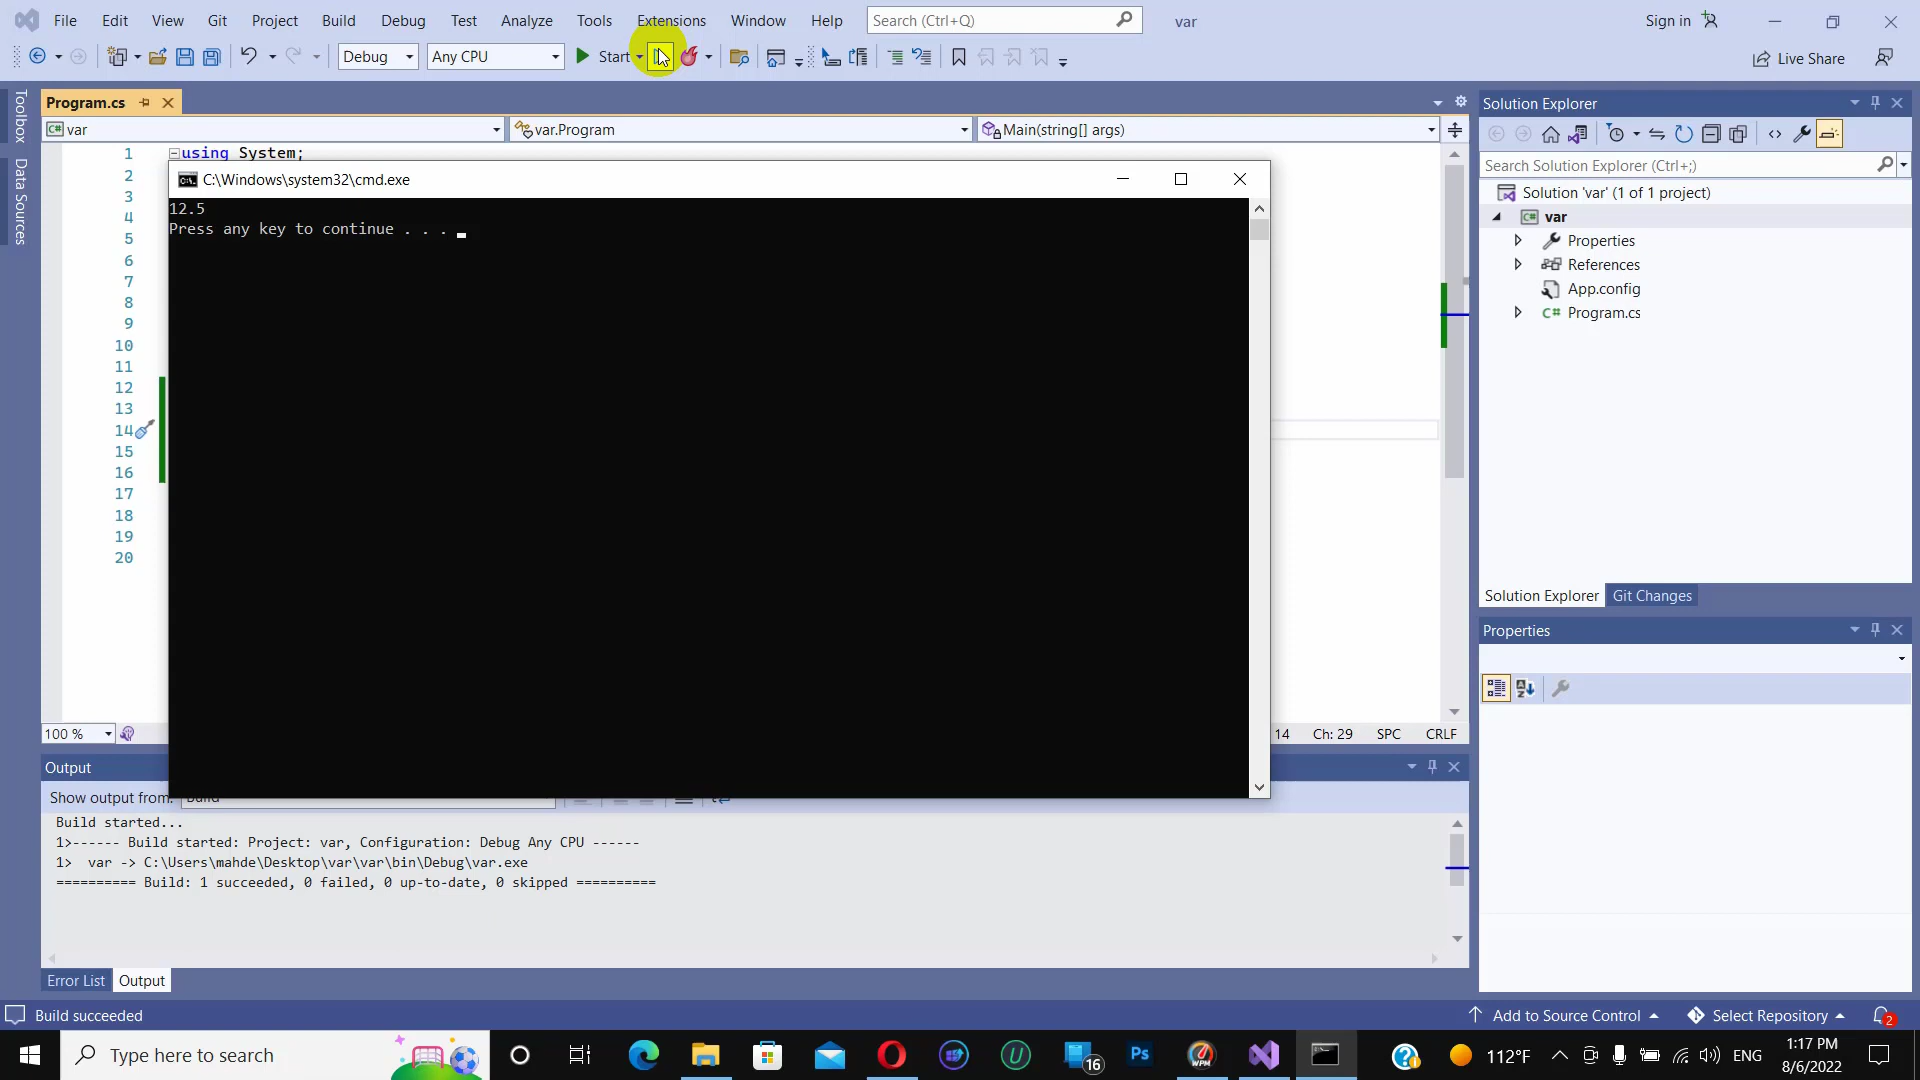 File Edit View Git Project Build Debug Test Analyze Tools Extensions Window Help Search (Ctrl+Q) var Sign in
Debug Any CPU Start Live Share
Toolbox
Data Sources
Program.cs
var var.Program Main(string[] args)
1 using System;
2
3
4
5
6
7
8
9
10
11
12
13
14
15
16
17
18
19
20
C:\Windows\system32\cmd.exe
12.5
Press any key to continue . . .
100 % 14 Ch: 29 SPC CRLF
Output
Show output from: Build
Build started...
1>------ Build started: Project: var, Configuration: Debug Any CPU ------
1>  var -> C:\Users\mahde\Desktop\var\var\bin\Debug\var.exe
========== Build: 1 succeeded, 0 failed, 0 up-to-date, 0 skipped ==========
Error List Output
Solution Explorer
Search Solution Explorer (Ctrl+;)
Solution 'var' (1 of 1 project)
C# var
Properties
References
App.config
C# Program.cs
Solution Explorer Git Changes
Properties
Build succeeded Add to Source Control Select Repository 2
Type here to search 16 Ps WPM 112°F ENG 1:17 PM
8/6/2022